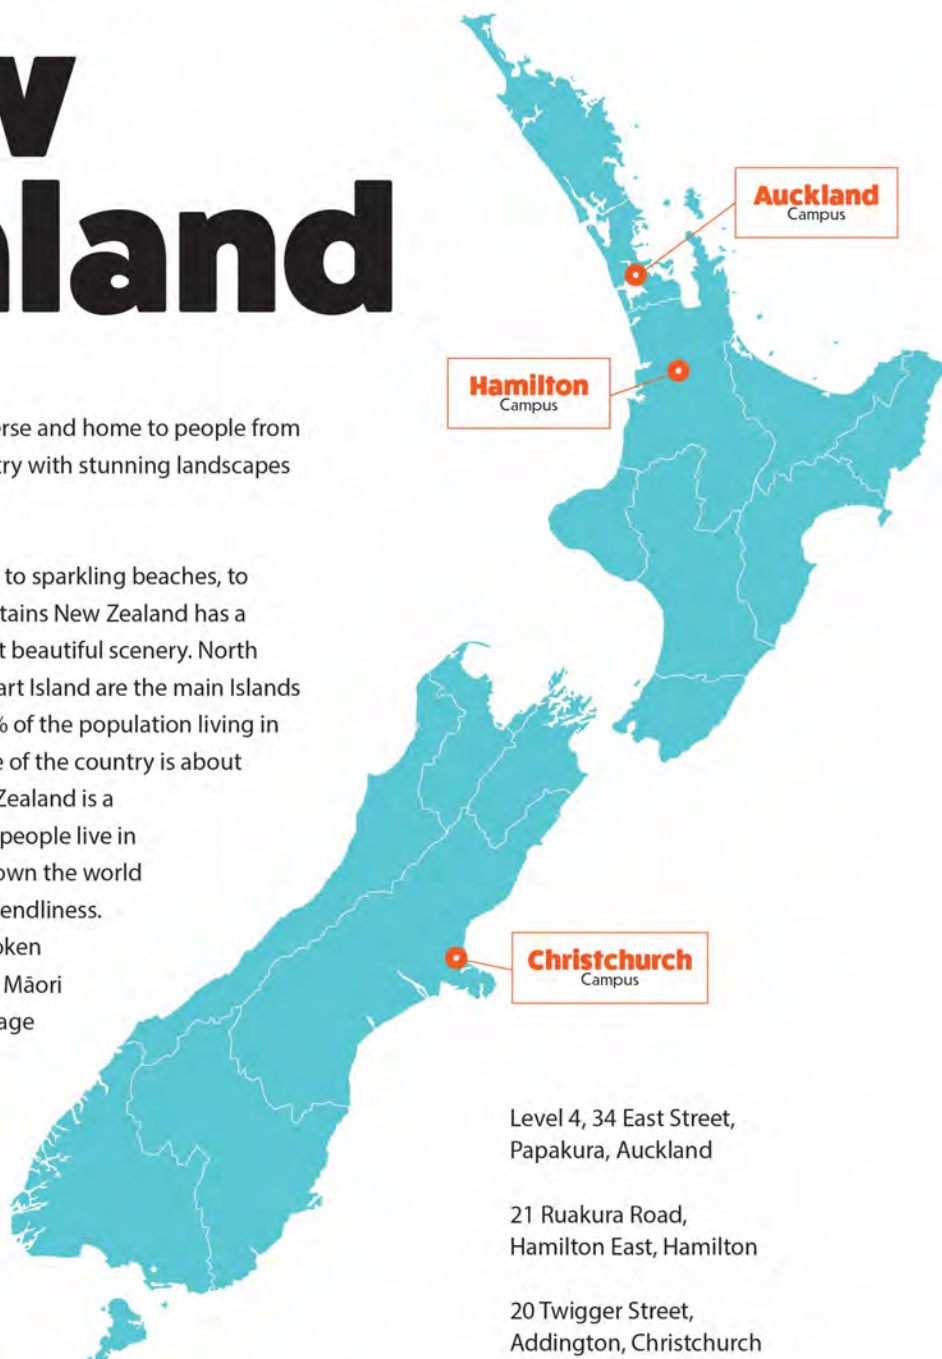 w
land
Auckland
Campus
Hamilton
Campus
erse and home to people from
try with stunning landscapes
to sparkling beaches, to
tains New Zealand has a
t beautiful scenery. North
art Island are the main Islands
% of the population living in
e of the country is about
Zealand is a
people live in
own the world
endliness.
oken
Māori
age
Christchurch
Campus
Level 4, 34 East Street,
Papakura, Auckland
21 Ruakura Road,
Hamilton East, Hamilton
20 Twigger Street,
Addington, Christchurch